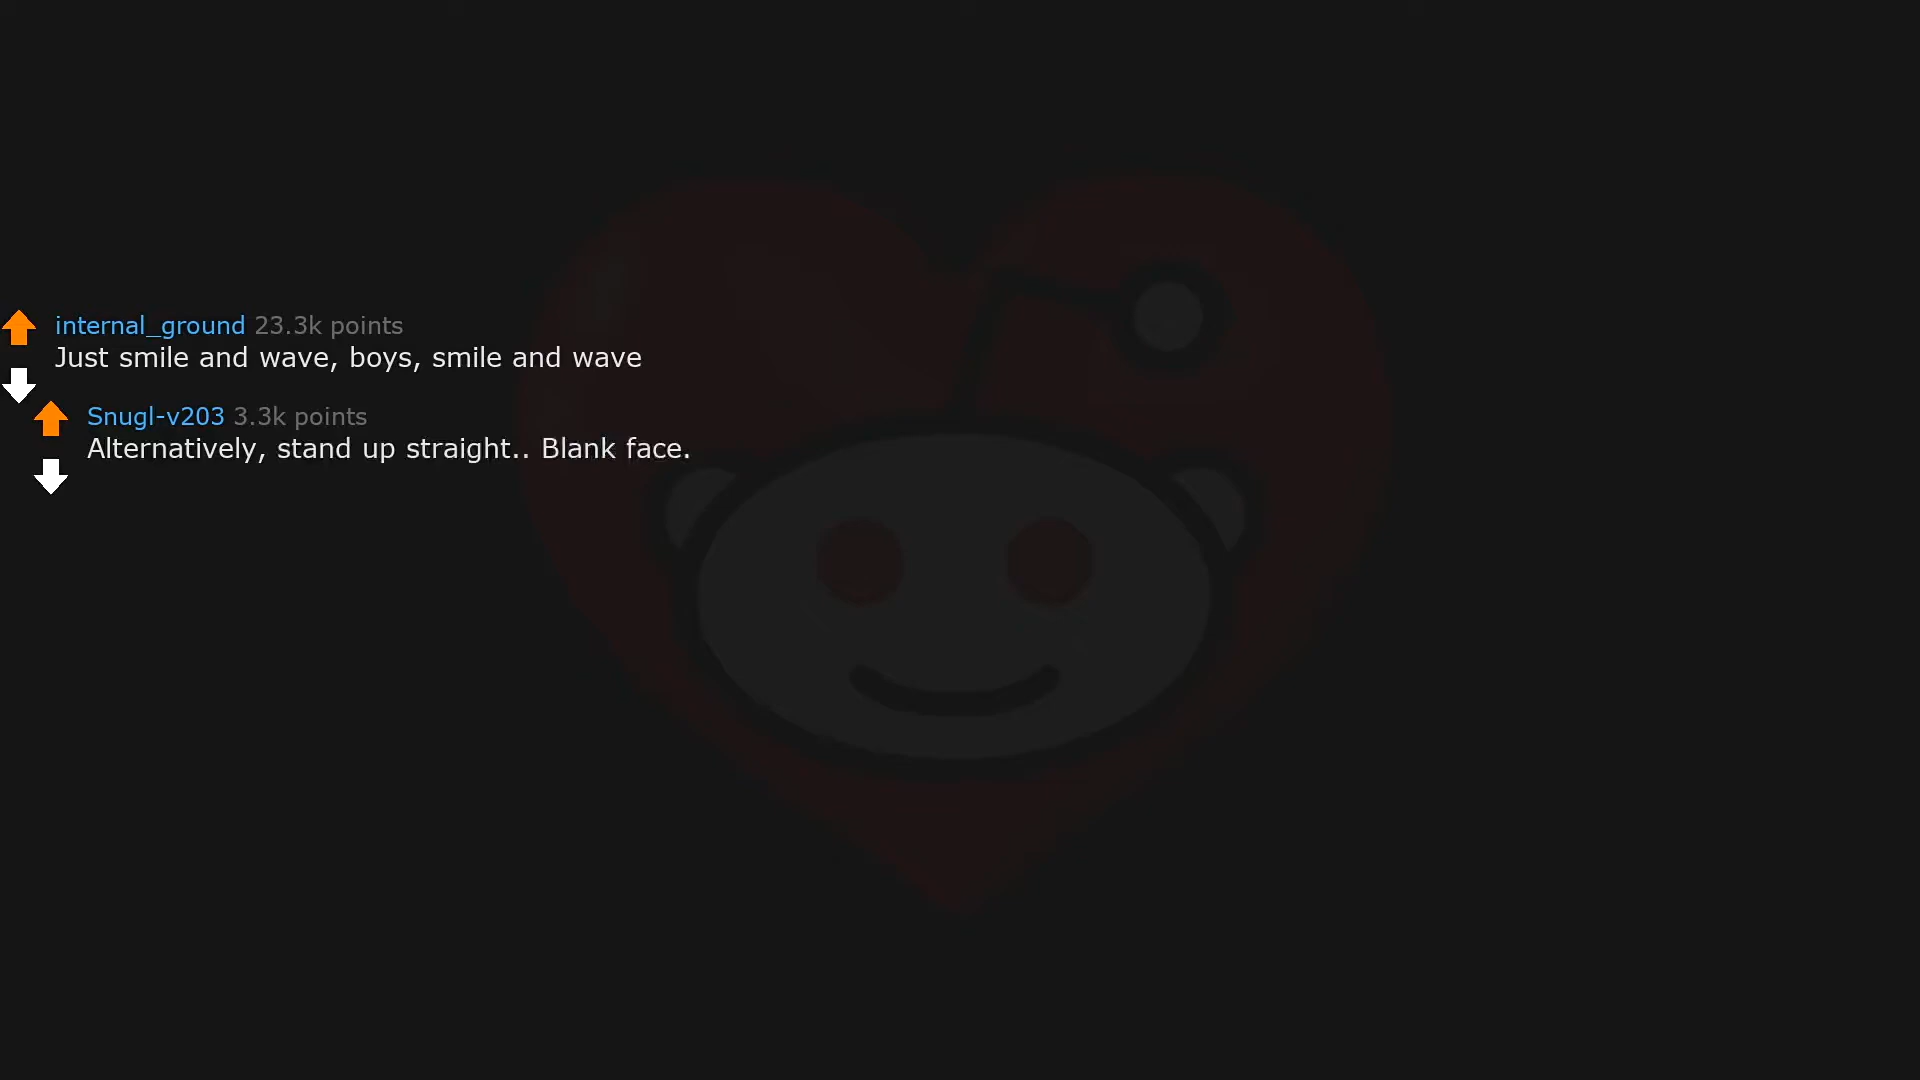 internal_ground 23.3k points
Just smile and wave, boys, smile and wave
Snugl-v203 3.3k points
Alternatively, stand up straight.. Blank face.